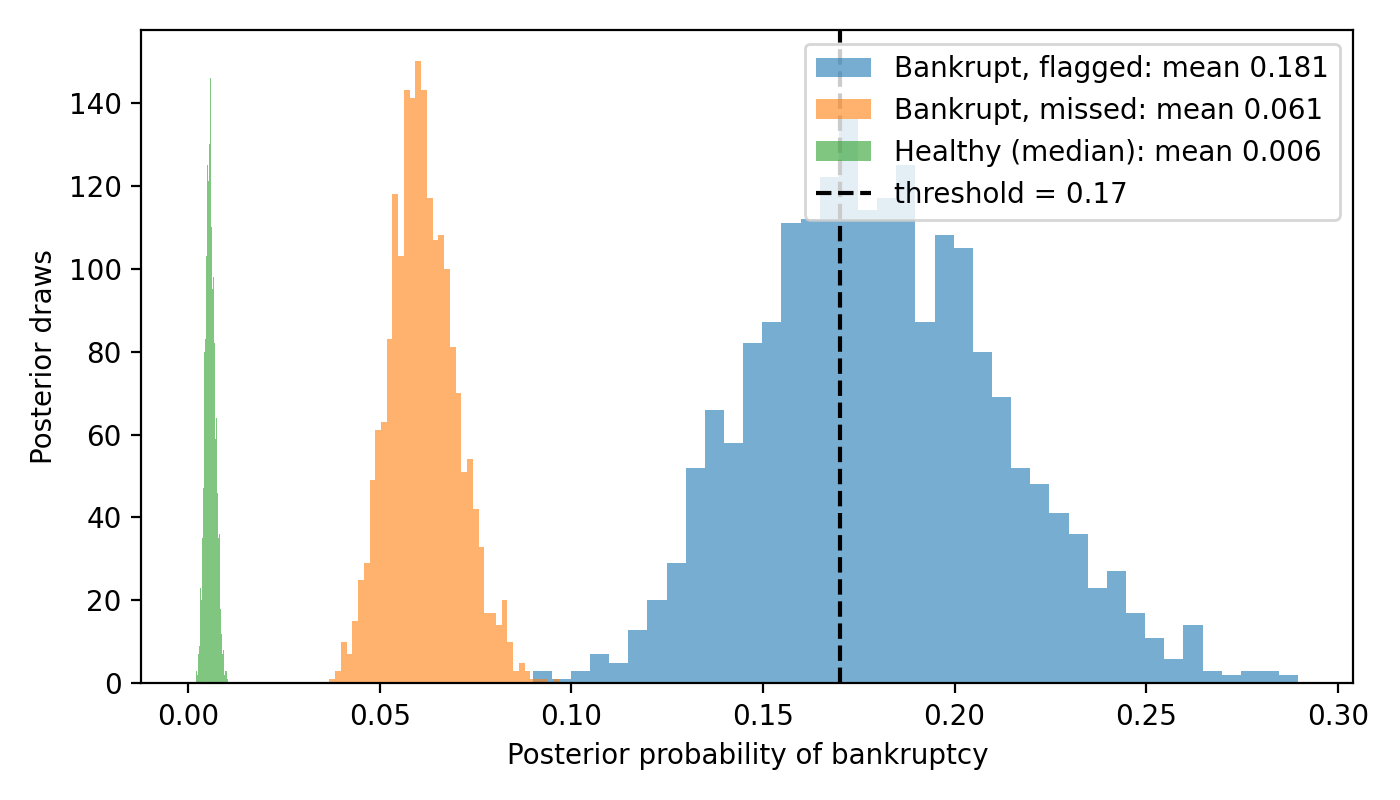 Bankrupt, flagged: mean 0.181
Bankrupt, missed: mean 0.061
Healthy (median): mean 0.006
threshold = 0.17
Posterior draws
140
120
100
80
60
40
20
0
0.00 0.05 0.10 0.15 0.20 0.25 0.30
Posterior probability of bankruptcy